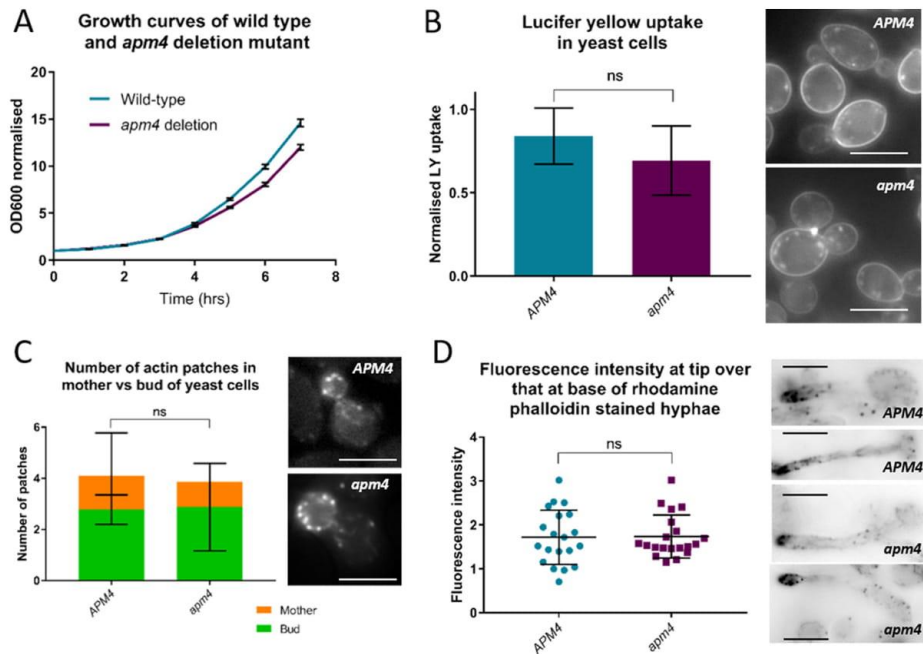 A
Growth curves of wild type
and apm4 deletion mutant
OD600 normalised
20
15
10
5
0
Wild-type
apm4 deletion
0 2 4 6 8
Time (hrs)
B
Lucifer yellow uptake
in yeast cells
ns
Normalised LY uptake
1.0
0.5
0.0
APM4 apm4
APM4
apm4
C
Number of actin patches in
mother vs bud of yeast cells
ns
Number of patches
6
4
2
0
APM4 apm4
Mother
Bud
APM4
apm4
D
Fluorescence intensity at tip over
that at base of rhodamine
phalloidin stained hyphae
ns
Fluorescence intensity
4
3
2
1
0
APM4 apm4
APM4
APM4
apm4
apm4